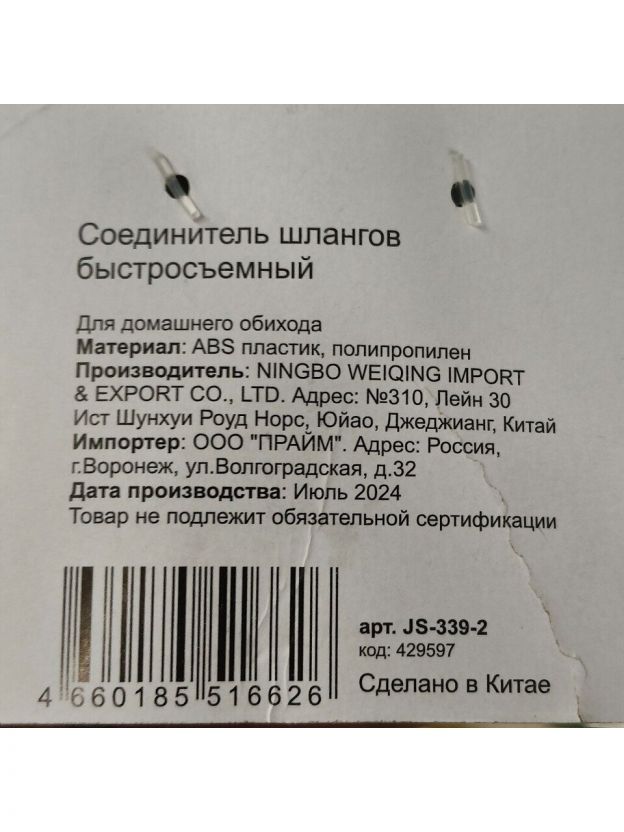 Соединитель шлангов
быстросъемный
Для домашнего обихода
Материал: ABS пластик, полипропилен
Производитель: NINGBO WEIQING IMPORT
& EXPORT CO., LTD. Адрес: №310, Лейн 30
Ист Шунхуи Роуд Норс, Юйао, Джеджианг, Китай
Импортер: ООО "ПРАЙМ". Адрес: Россия,
г.Воронеж, ул.Волгоградская, д.32
Дата производства: Июль 2024
Товар не подлежит обязательной сертификации
арт. JS-339-2
код: 429597
Сделано в Китае
4 660185 516626